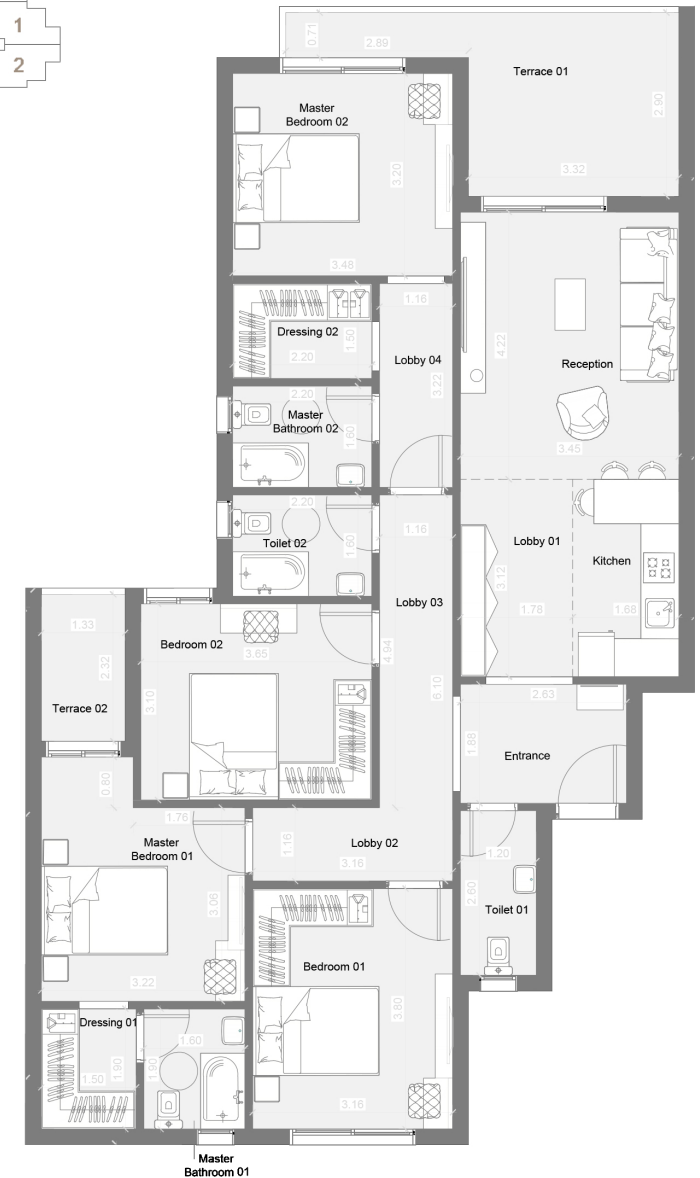 1
2
0.71
2.89
Terrace 01
2.90
3.32
Master
Bedroom 02
3.20
3.48
1.16
Dressing 02
2.20
1.50
Lobby 04
3.22
4.22
Reception
3.45
2.20
Master
Bathroom 02
1.60
2.20
Toilet 02
1.60
1.16
Lobby 03
4.94
6.10
Lobby 01
3.12
1.78
Kitchen
1.68
1.33
2.32
Terrace 02
Bedroom 02
3.65
3.10
2.63
1.88
Entrance
0.80
1.76
Master
Bedroom 01
3.06
3.22
1.16
Lobby 02
3.16
1.20
2.60
Toilet 01
Bedroom 01
3.80
3.16
Dressing 01
1.50
1.90
1.90
1.60
Master
Bathroom 01